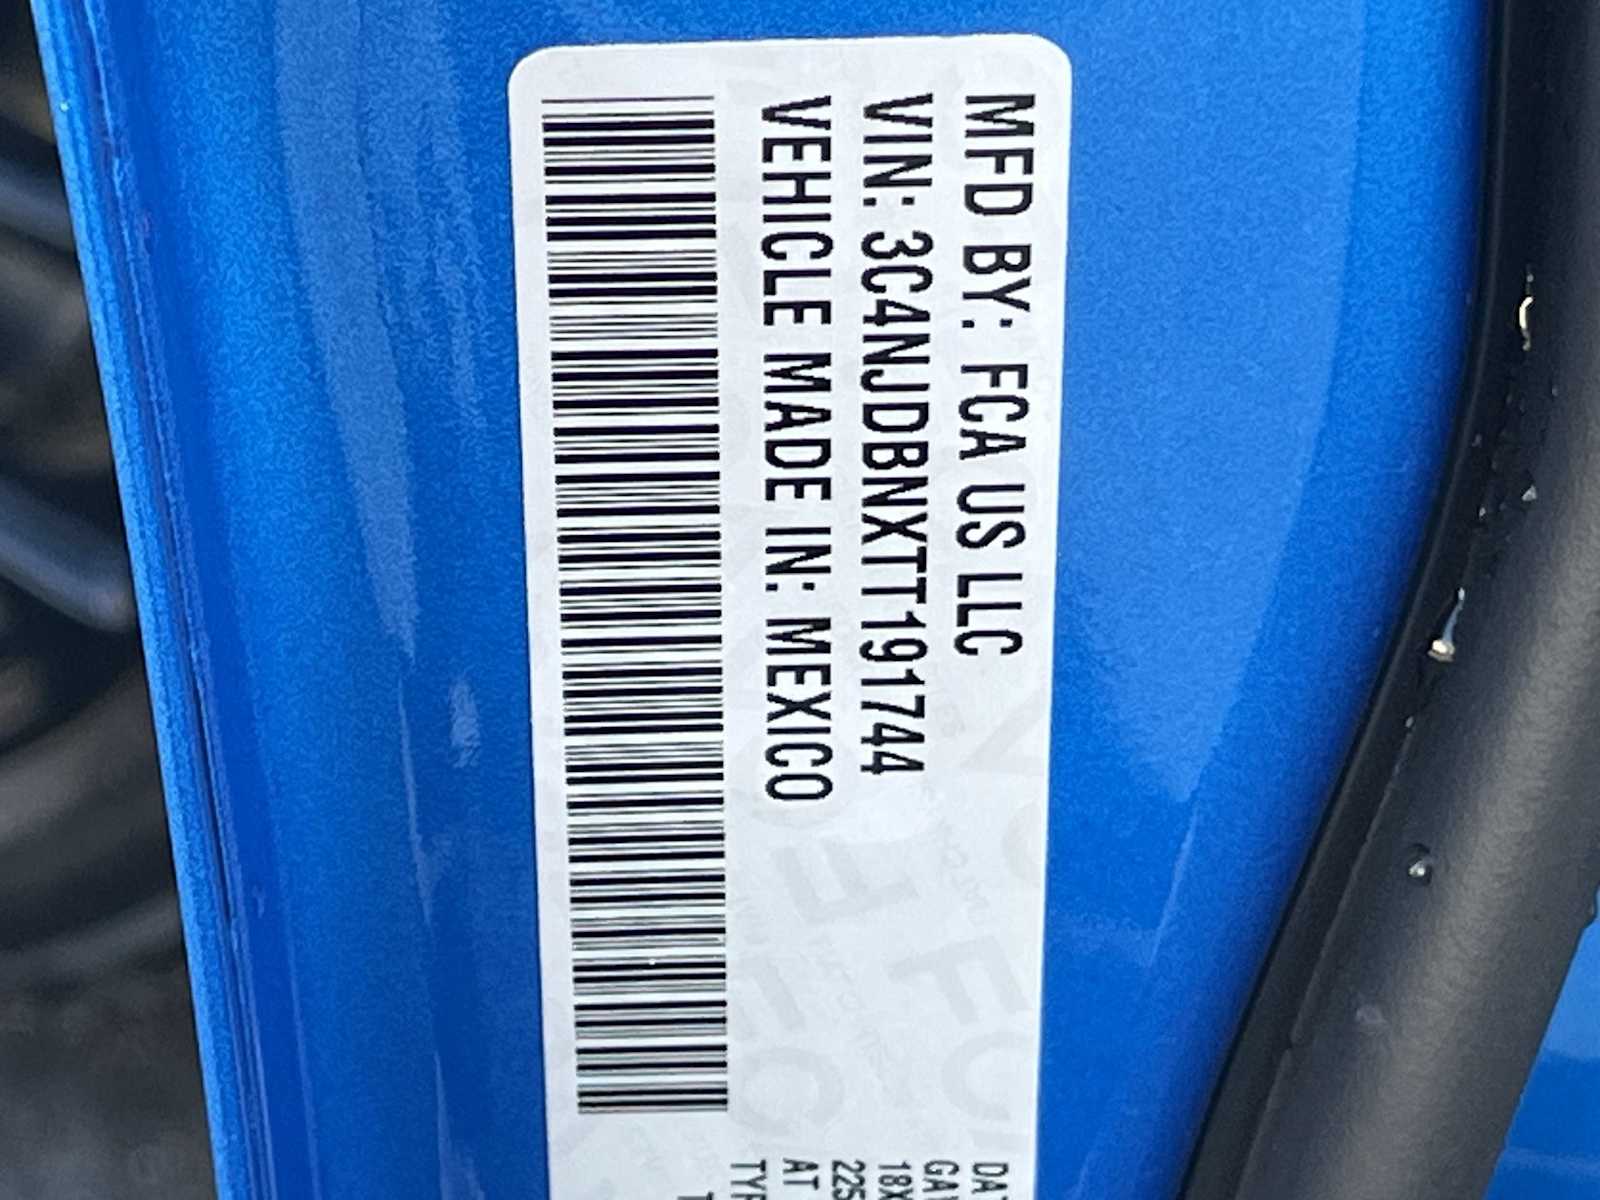 MFD BY: FCA US LLC
VIN: 3C4NJDBNXTT191744
VEHICLE MADE IN: MEXICO